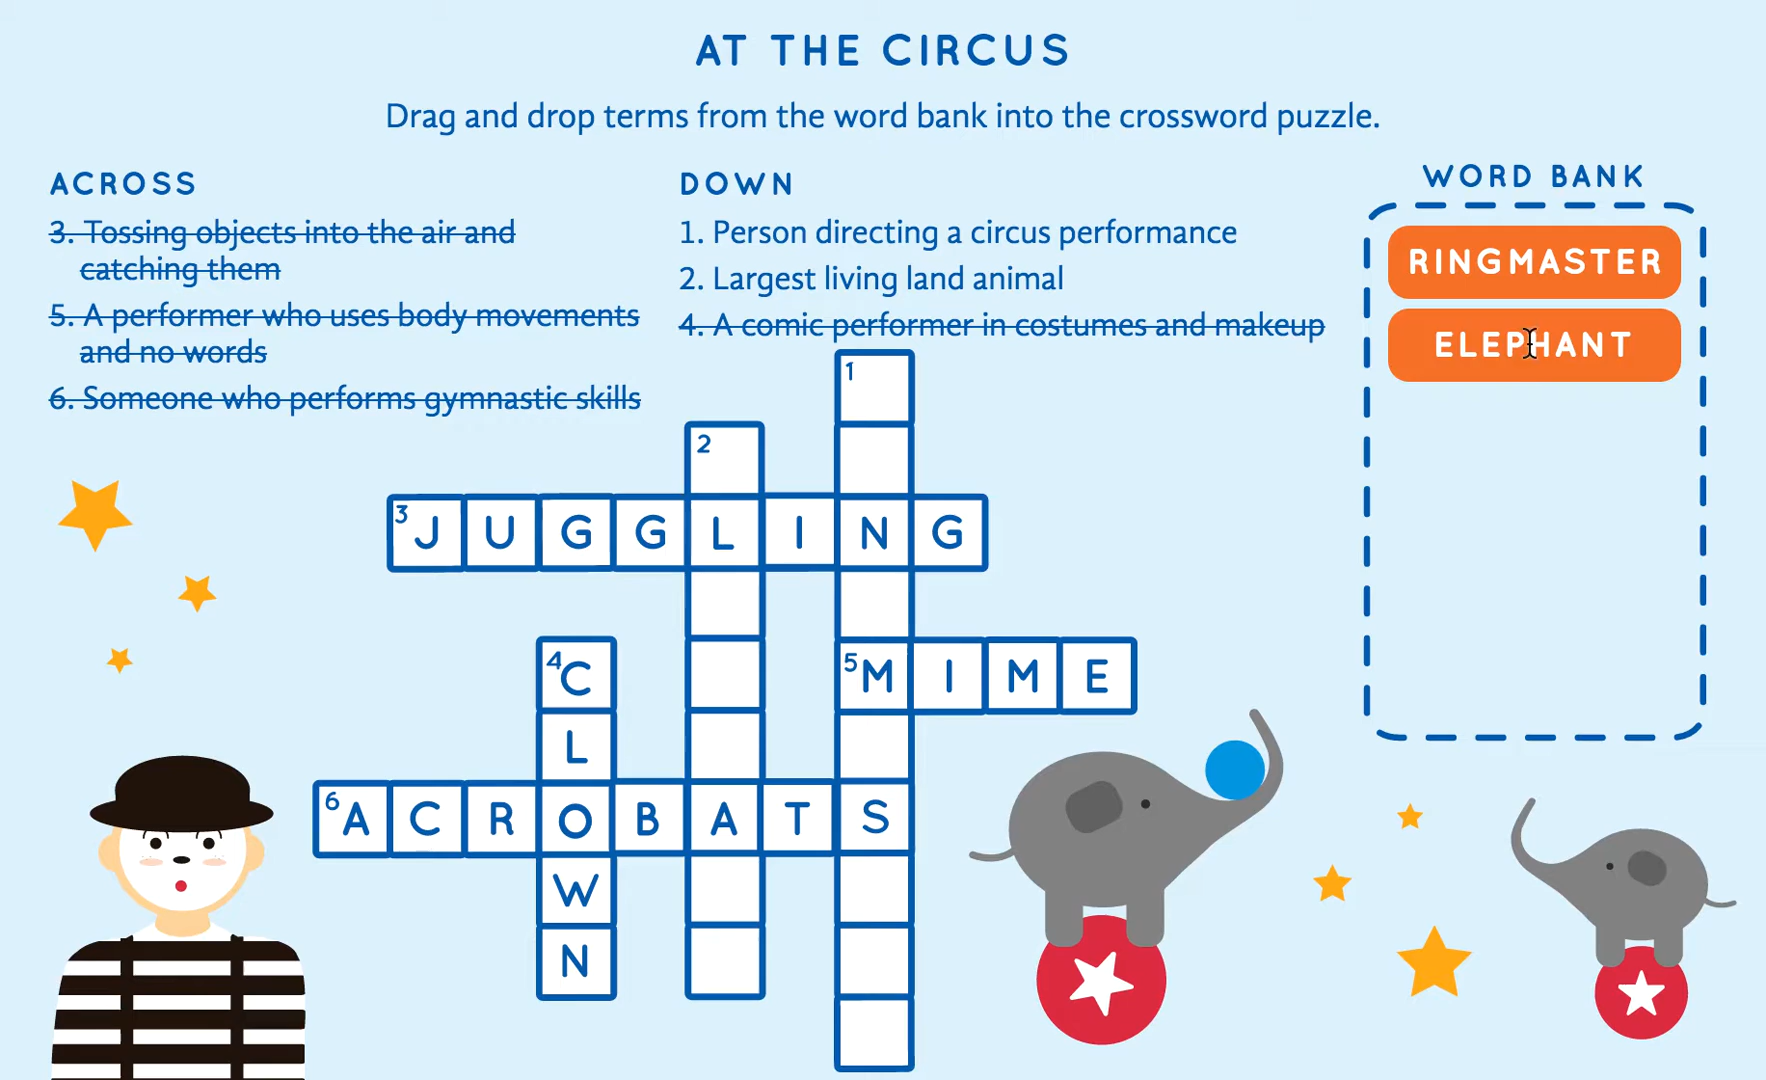 AT THE CIRCUS
Drag and drop terms from the word bank into the crossword puzzle.
ACROSS
3. Tossing objects into the air and
catching them
5. A performer who uses body movements
and no words
6. Someone who performs gymnastic skills
DOWN
1. Person directing a circus performance
2. Largest living land animal
4. A comic performer in costumes and makeup
WORD BANK
RINGMASTER
ELEPHANT
1
2
3 J U G G L I N G
4 C
5 M I M E
L
6 A C R O B A T S
W
N